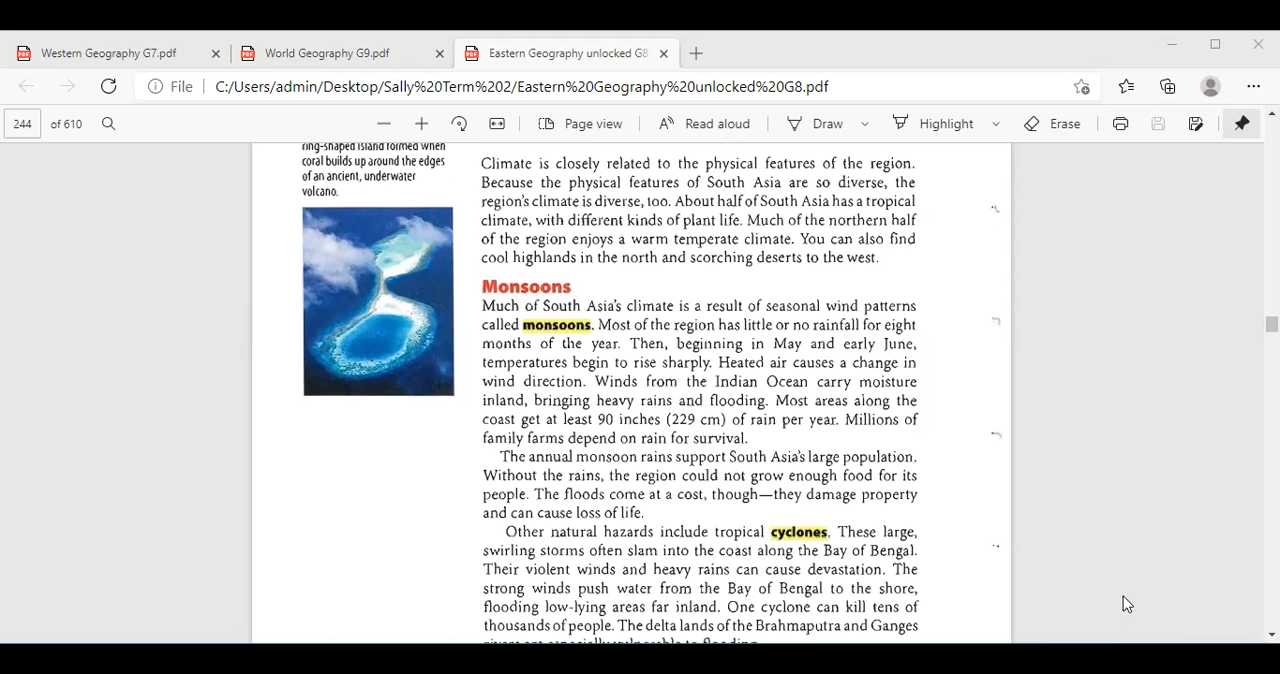 Western Geography G7.pdf
World Geography G9.pdf
Eastern Geography unlocked G8
File
C:/Users/admin/Desktop/Sally%20Term%202/Eastern%20Geography%20unlocked%20G8.pdf
244
of 610
Page view
Read aloud
Draw
Highlight
Erase
ring-shaped island formed when
coral builds up around the edges
of an ancient, underwater
volcano.
Climate is closely related to the physical features of the region.
Because the physical features of South Asia are so diverse, the
region's climate is diverse, too. About half of South Asia has a tropical
climate, with different kinds of plant life. Much of the northern half
of the region enjoys a warm temperate climate. You can also find
cool highlands in the north and scorching deserts to the west.
Monsoons
Much of South Asia's climate is a result of seasonal wind patterns
called monsoons. Most of the region has little or no rainfall for eight
months of the year. Then, beginning in May and early June,
temperatures begin to rise sharply. Heated air causes a change in
wind direction. Winds from the Indian Ocean carry moisture
inland, bringing heavy rains and flooding. Most areas along the
coast get at least 90 inches (229 cm) of rain per year. Millions of
family farms depend on rain for survival.
The annual monsoon rains support South Asia's large population.
Without the rains, the region could not grow enough food for its
people. The floods come at a cost, though—they damage property
and can cause loss of life.
Other natural hazards include tropical cyclones. These large,
swirling storms often slam into the coast along the Bay of Bengal.
Their violent winds and heavy rains can cause devastation. The
strong winds push water from the Bay of Bengal to the shore,
flooding low-lying areas far inland. One cyclone can kill tens of
thousands of people. The delta lands of the Brahmaputra and Ganges